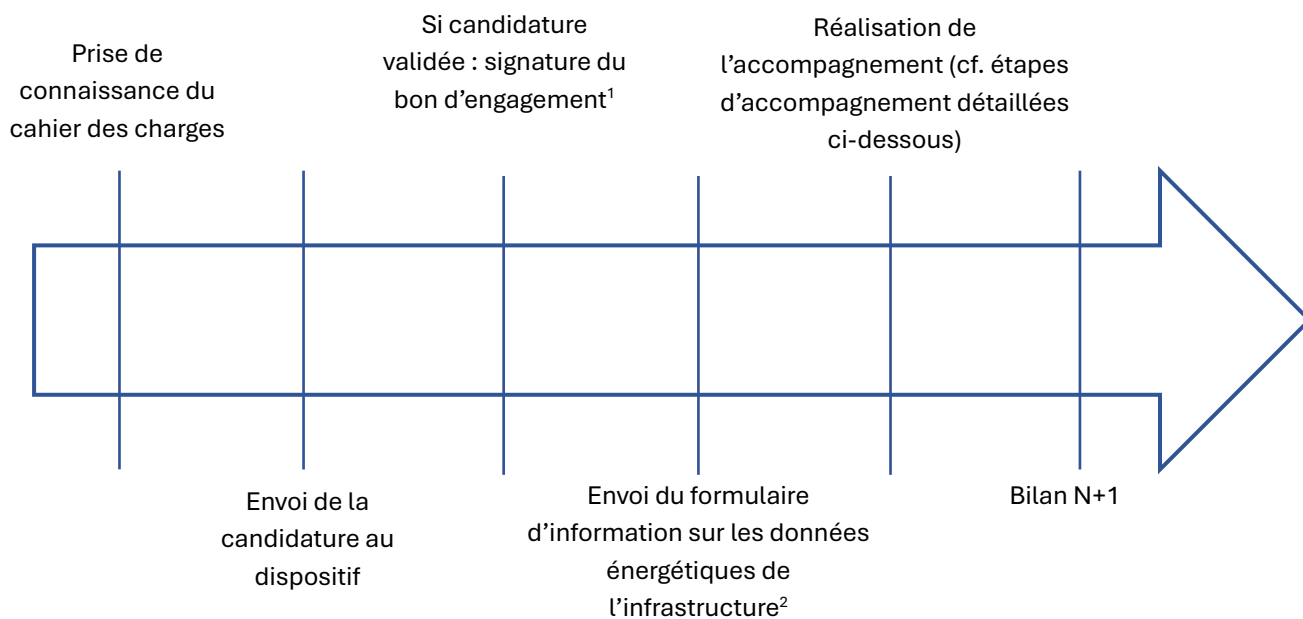 Prise de
connaissance du
cahier des charges
Envoi de la
candidature au
dispositif
Si candidature
validée : signature du
bon d’engagement¹
Envoi du formulaire
d’information sur les données
énergétiques de
l’infrastructure²
Réalisation de
l’accompagnement (cf. étapes
d’accompagnement détaillées
ci-dessous)
Bilan N+1